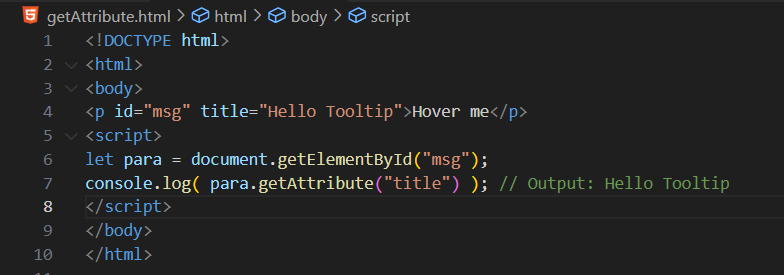 getAttribute.html > html > body > script
1 <!DOCTYPE html>
2 <html>
3 <body>
4 <p id="msg" title="Hello Tooltip">Hover me</p>
5 <script>
6 let para = document.getElementById("msg");
7 console.log( para.getAttribute("title") ); // Output: Hello Tooltip
8 </script>
9 </body>
10 </html>